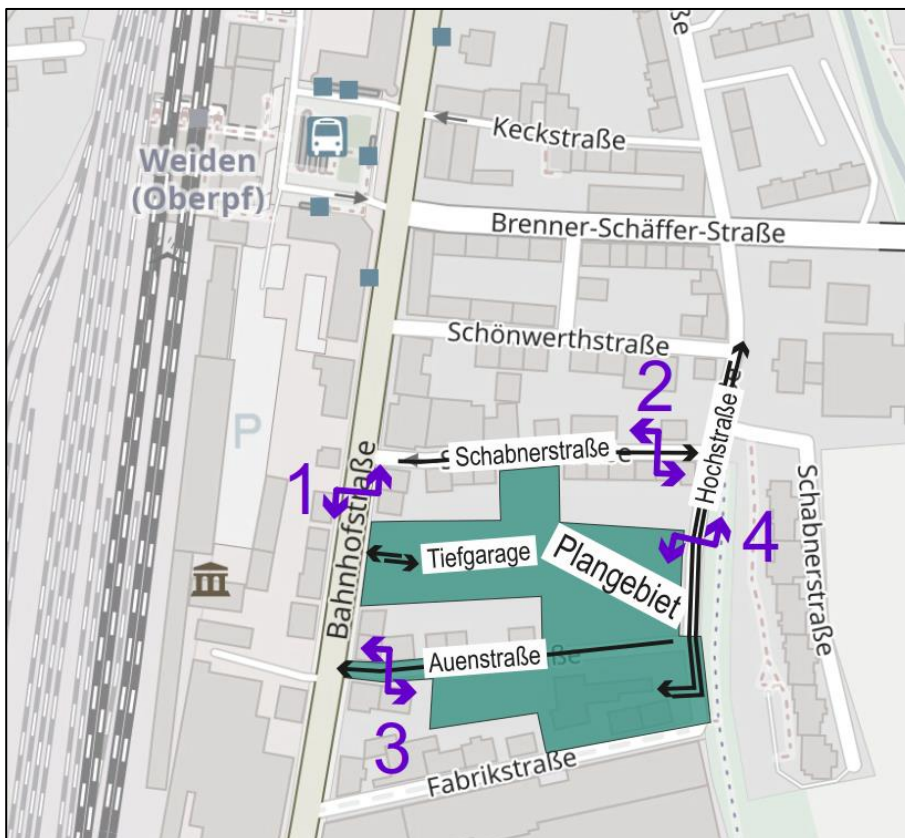 Keckstraße
Weiden
(Oberpf)
Brenner-Schäffer-Straße
Schönwerthstraße
2
P
Schabnerstraße
Hochstraße
1
Bahnhofstraße
Tiefgarage
Plangebiet
4
Schabnerstraße
Auenstraße
3
Fabrikstraße